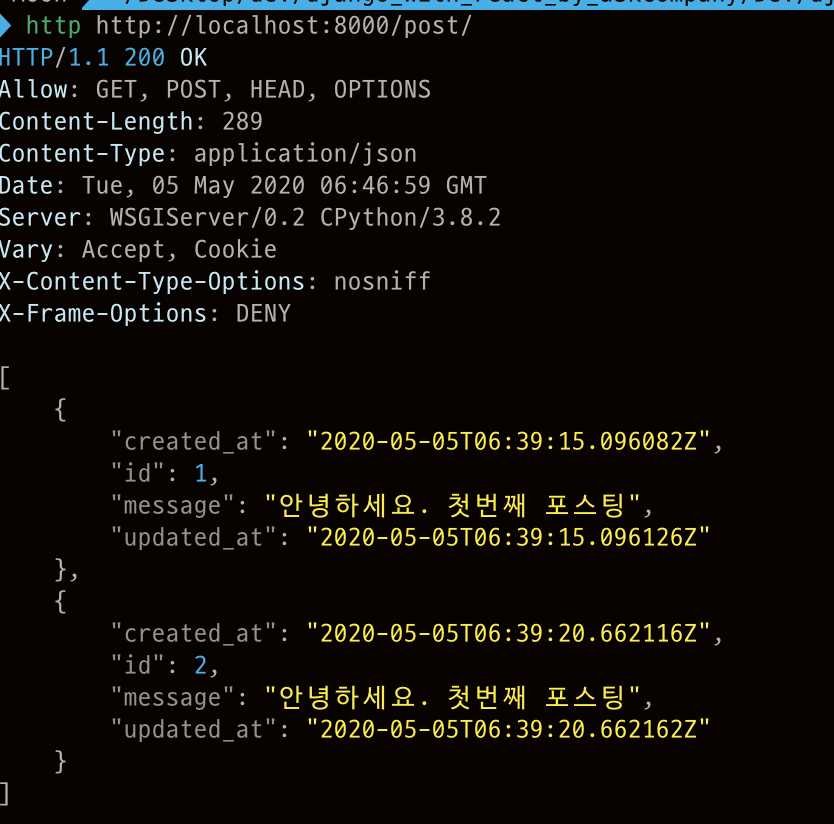 http http://localhost:8000/post/
HTTP/1.1 200 OK
Allow: GET, POST, HEAD, OPTIONS
Content-Length: 289
Content-Type: application/json
Date: Tue, 05 May 2020 06:46:59 GMT
Server: WSGIServer/0.2 CPython/3.8.2
Vary: Accept, Cookie
X-Content-Type-Options: nosniff
X-Frame-Options: DENY
[
{
"created_at": "2020-05-05T06:39:15.096082Z",
"id": 1,
"message": "안녕하세요. 첫번째 포스팅",
"updated_at": "2020-05-05T06:39:15.096126Z"
},
{
"created_at": "2020-05-05T06:39:20.662116Z",
"id": 2,
"message": "안녕하세요. 첫번째 포스팅",
"updated_at": "2020-05-05T06:39:20.662162Z"
}
]